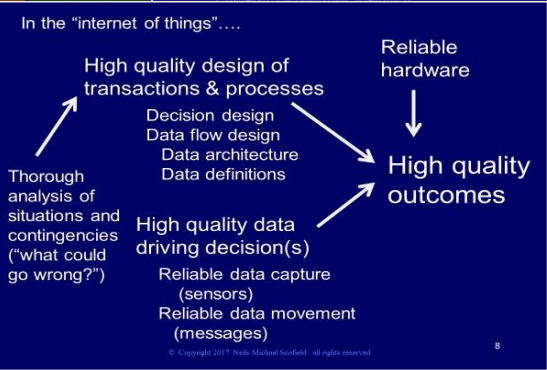 In the “internet of things”….
Reliable
hardware
High quality design of
transactions & processes
Decision design
Data flow design
Data architecture
Data definitions
High quality
outcomes
Thorough
analysis of
situations and
contingencies
(“what could
go wrong?”)
High quality data
driving decision(s)
Reliable data capture
(sensors)
Reliable data movement
(messages)
© Copyright 2017 Neils Michael Scofield all rights reserved
8